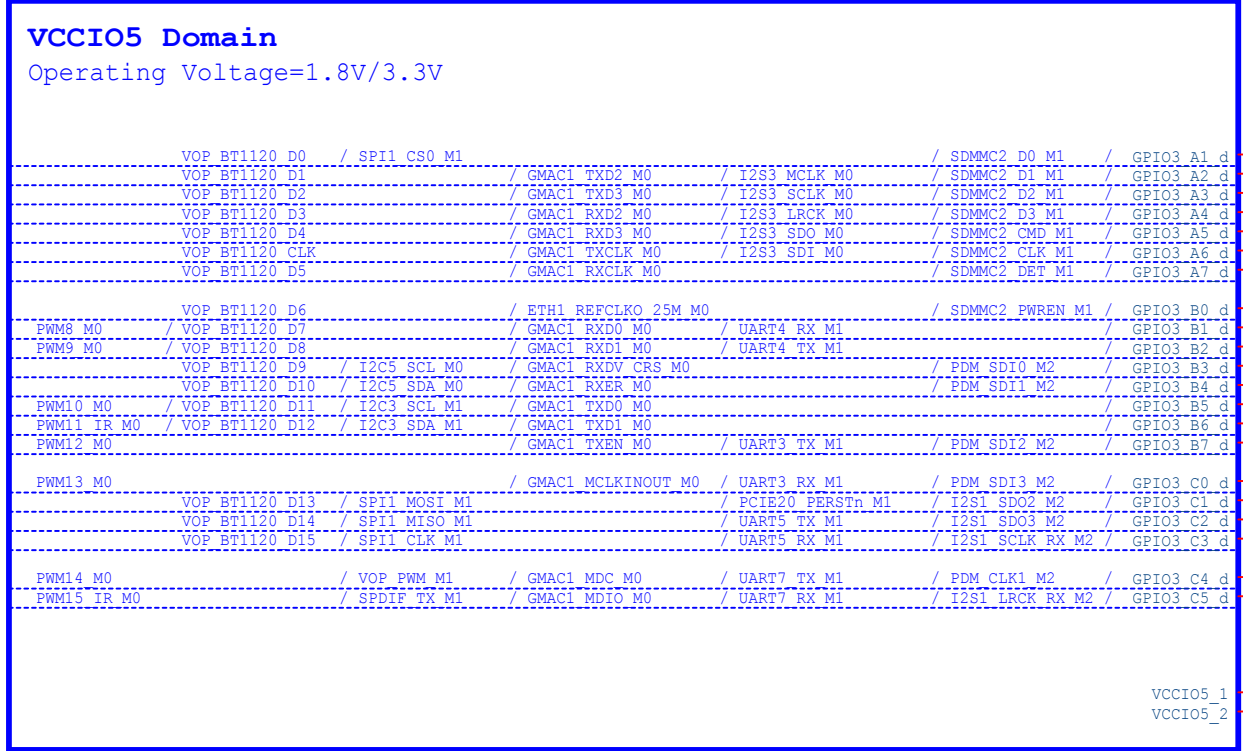 VCCIO5 Domain
Operating Voltage=1.8V/3.3V
VOP_BT1120_D0 / SPI1_CS0_M1 / SDMMC2_D0_M1 / GPIO3_A1_d
VOP_BT1120_D1 / GMAC1_TXD2_M0 / I2S3_MCLK_M0 / SDMMC2_D1_M1 / GPIO3_A2_d
VOP_BT1120_D2 / GMAC1_TXD3_M0 / I2S3_SCLK_M0 / SDMMC2_D2_M1 / GPIO3_A3_d
VOP_BT1120_D3 / GMAC1_RXD2_M0 / I2S3_LRCK_M0 / SDMMC2_D3_M1 / GPIO3_A4_d
VOP_BT1120_D4 / GMAC1_RXD3_M0 / I2S3_SDO_M0 / SDMMC2_CMD_M1 / GPIO3_A5_d
VOP_BT1120_CLK / GMAC1_TXCLK_M0 / I2S3_SDI_M0 / SDMMC2_CLK_M1 / GPIO3_A6_d
VOP_BT1120_D5 / GMAC1_RXCLK_M0 / SDMMC2_DET_M1 / GPIO3_A7_d
VOP_BT1120_D6 / ETH1_REFCLKO_25M_M0 / SDMMC2_PWREN_M1 / GPIO3_B0_d
PWM8_M0 / VOP_BT1120_D7 / GMAC1_RXD0_M0 / UART4_RX_M1 / GPIO3_B1_d
PWM9_M0 / VOP_BT1120_D8 / GMAC1_RXD1_M0 / UART4_TX_M1 / GPIO3_B2_d
VOP_BT1120_D9 / I2C5_SCL_M0 / GMAC1_RXDV_CRS_M0 / PDM_SDI0_M2 / GPIO3_B3_d
VOP_BT1120_D10 / I2C5_SDA_M0 / GMAC1_RXER_M0 / PDM_SDI1_M2 / GPIO3_B4_d
PWM10_M0 / VOP_BT1120_D11 / I2C3_SCL_M1 / GMAC1_TXD0_M0 / GPIO3_B5_d
PWM11_IR_M0 / VOP_BT1120_D12 / I2C3_SDA_M1 / GMAC1_TXD1_M0 / GPIO3_B6_d
PWM12_M0 / GMAC1_TXEN_M0 / UART3_TX_M1 / PDM_SDI2_M2 / GPIO3_B7_d
PWM13_M0 / GMAC1_MCLKINOUT_M0 / UART3_RX_M1 / PDM_SDI3_M2 / GPIO3_C0_d
VOP_BT1120_D13 / SPI1_MOSI_M1 / PCIE20_PERSTn_M1 / I2S1_SDO2_M2 / GPIO3_C1_d
VOP_BT1120_D14 / SPI1_MISO_M1 / UART5_TX_M1 / I2S1_SDO3_M2 / GPIO3_C2_d
VOP_BT1120_D15 / SPI1_CLK_M1 / UART5_RX_M1 / I2S1_SCLK_RX_M2 / GPIO3_C3_d
PWM14_M0 / VOP_PWM_M1 / GMAC1_MDC_M0 / UART7_TX_M1 / PDM_CLK1_M2 / GPIO3_C4_d
PWM15_IR_M0 / SPDIF_TX_M1 / GMAC1_MDIO_M0 / UART7_RX_M1 / I2S1_LRCK_RX_M2 / GPIO3_C5_d
VCCIO5_1
VCCIO5_2